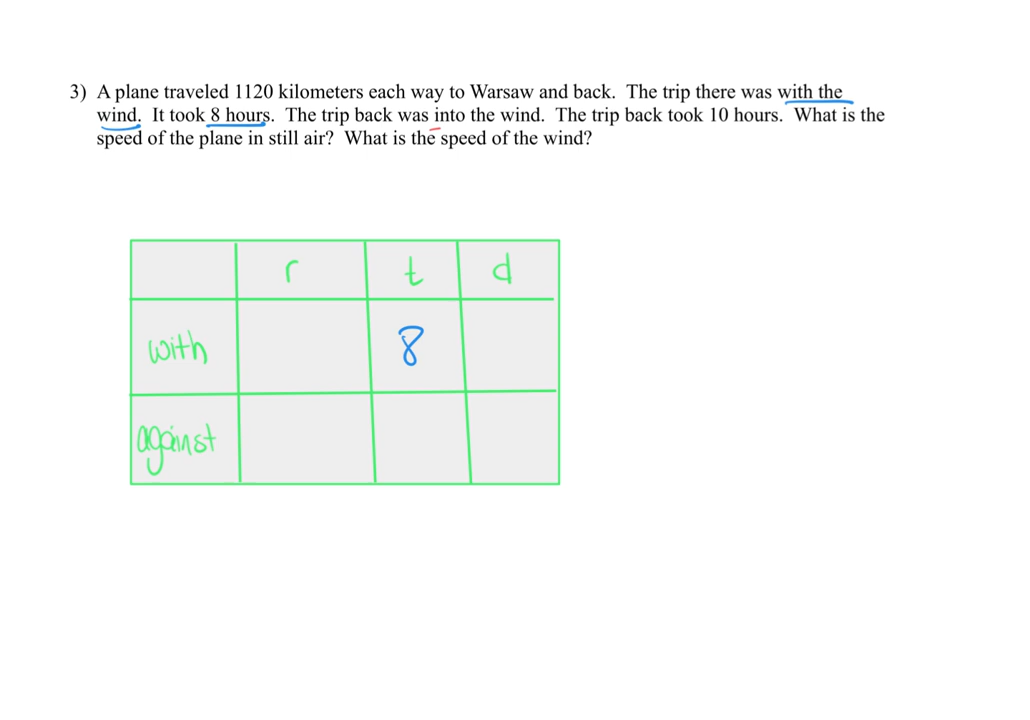 3) A plane traveled 1120 kilometers each way to Warsaw and back. The trip there was with the
wind. It took 8 hours. The trip back was into the wind. The trip back took 10 hours. What is the
speed of the plane in still air? What is the speed of the wind?
r t d
with 8
against